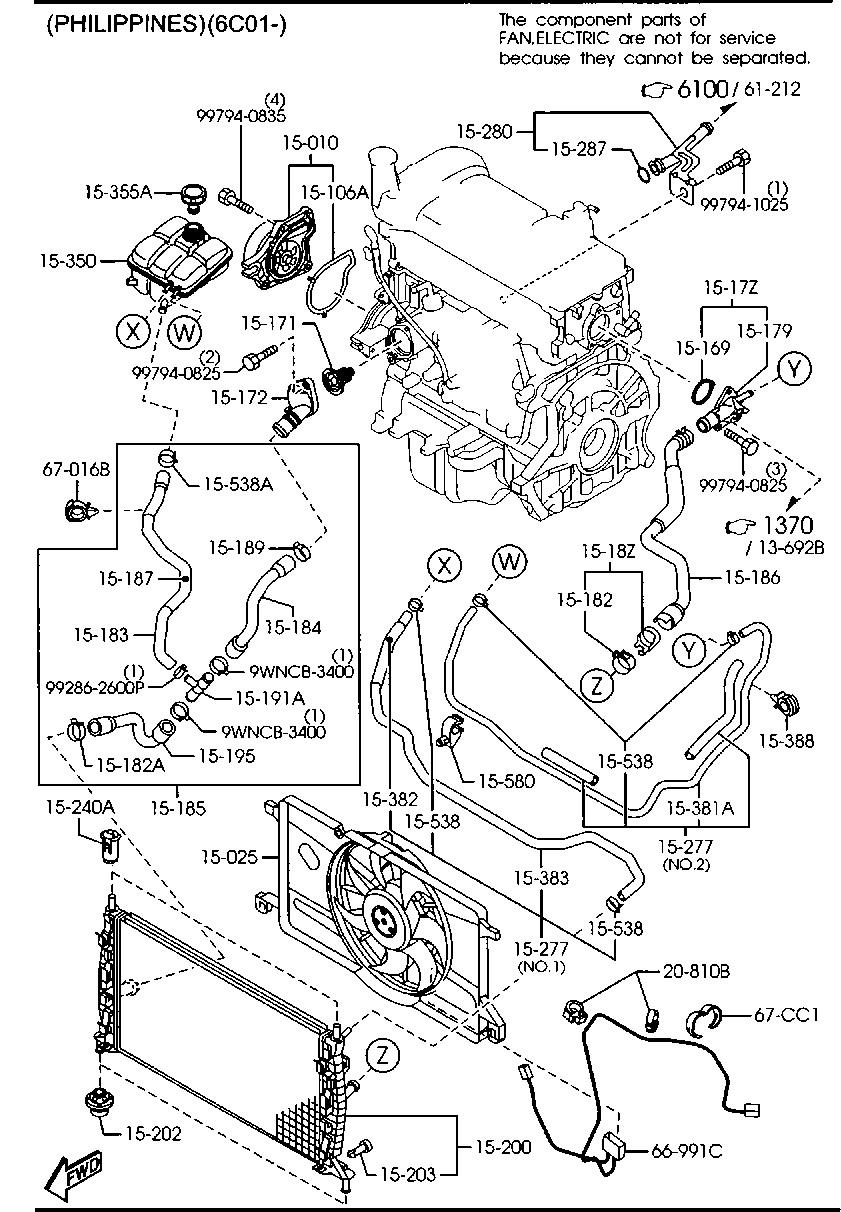 (PHILIPPINES)(6C01-)
The component parts of
FAN,ELECTRIC are not for service
because they cannot be separated.
6100 / 61-212
(4)
99794-0835
15-280
15-287
15-010
15-355A
15-106A
(1)
99794-1025
15-350
15-17Z
X
W
15-171
15-179
15-169
(2)
99794-0825
Y
15-172
67-016B
15-538A
(3)
99794-0825
1370
/ 13-692B
15-189
15-18Z
X
W
15-187
15-186
15-182
15-183
15-184
Y
(1)
9WNCB-3400
(1)
99286-2600P
Z
15-191A
(1)
9WNCB-3400
15-388
15-195
15-538
15-182A
15-580
15-185
15-382
15-381A
15-240A
15-538
15-277
(NO.2)
15-025
15-383
15-538
15-277
(NO.1)
20-810B
67-CC1
Z
15-202
15-200
66-991C
15-203
FWD